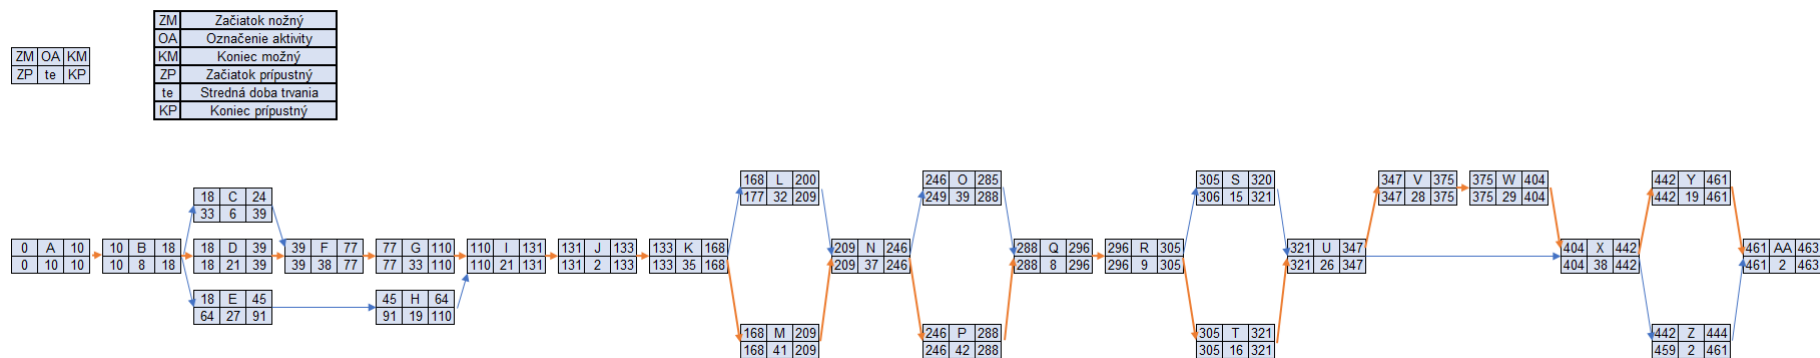 ZM Začiatok nožný
OA Označenie aktivity
KM Koniec možný
ZP Začiatok prípustný
te Stredná doba trvania
KP Koniec prípustný
ZM OA KM
ZP te KP
0 A 10
0 10 10
10 B 18
10 8 18
18 C 24
33 6 39
18 D 39
18 21 39
18 E 45
64 27 91
39 F 77
39 38 77
77 G 110
77 33 110
45 H 64
91 19 110
110 I 131
110 21 131
131 J 133
131 2 133
133 K 168
133 35 168
168 L 200
177 32 209
168 M 209
168 41 209
209 N 246
209 37 246
246 O 285
249 39 288
246 P 288
246 42 288
288 Q 296
288 8 296
296 R 305
296 9 305
305 S 320
306 15 321
305 T 321
305 16 321
321 U 347
321 26 347
347 V 375
347 28 375
375 W 404
375 29 404
404 X 442
404 38 442
442 Y 461
442 19 461
442 Z 444
459 2 461
461 AA 463
461 2 463